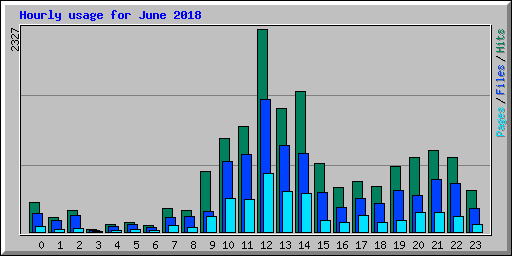 Hourly usage for June 2018
2327
Pages / Files / Hits
0 1 2 3 4 5 6 7 8 9 10 11 12 13 14 15 16 17 18 19 20 21 22 23